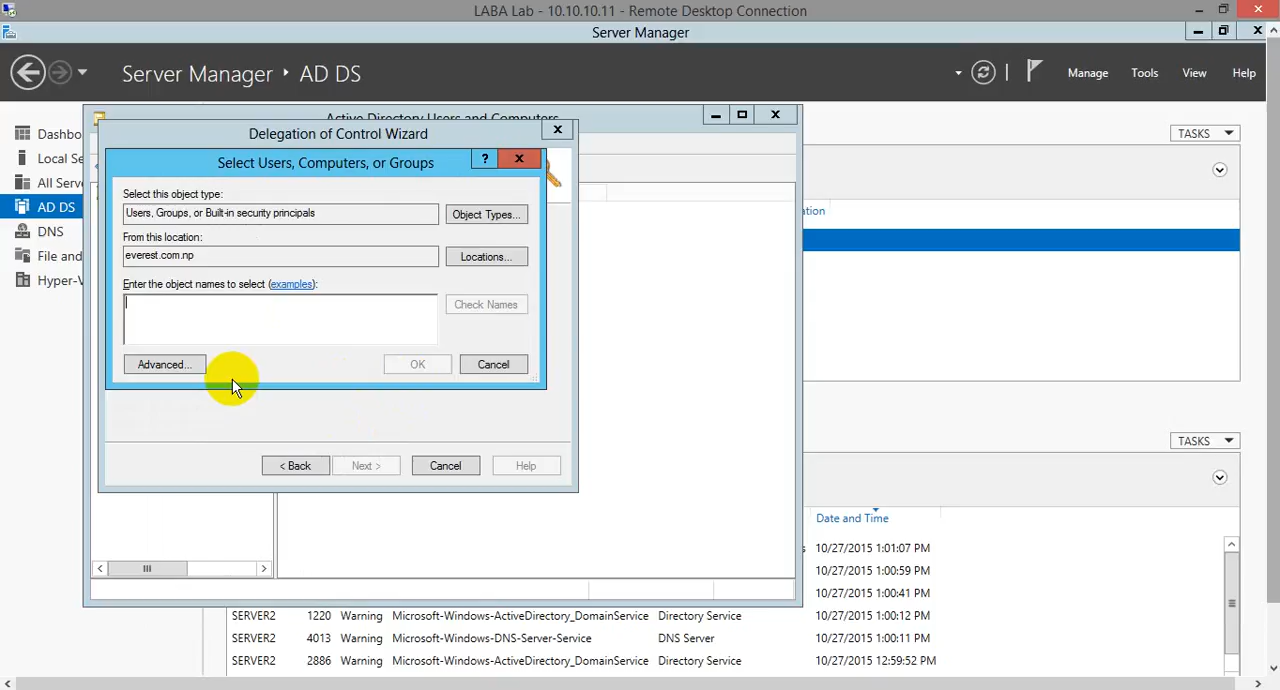 LABA Lab - 10.10.10.11 - Remote Desktop Connection
Server Manager
Server Manager AD DS
Manage Tools View Help
Active Directory Users and Computers
Delegation of Control Wizard
Select Users, Computers, or Groups
Select this object type:
Users, Groups, or Built-in security principals
Object Types...
From this location:
everest.com.np
Locations...
Enter the object names to select (examples):
Check Names
Advanced...
OK
Cancel
< Back
Next >
Cancel
Help
Dashbo
Local Se
All Serve
AD DS
DNS
File and
Hyper-V
TASKS
ation
TASKS
Date and Time
s 10/27/2015 1:01:07 PM
10/27/2015 1:00:59 PM
10/27/2015 1:00:41 PM
SERVER2 1220 Warning Microsoft-Windows-ActiveDirectory_DomainService Directory Service 10/27/2015 1:00:12 PM
SERVER2 4013 Warning Microsoft-Windows-DNS-Server-Service DNS Server 10/27/2015 1:00:11 PM
SERVER2 2886 Warning Microsoft-Windows-ActiveDirectory_DomainService Directory Service 10/27/2015 12:59:52 PM